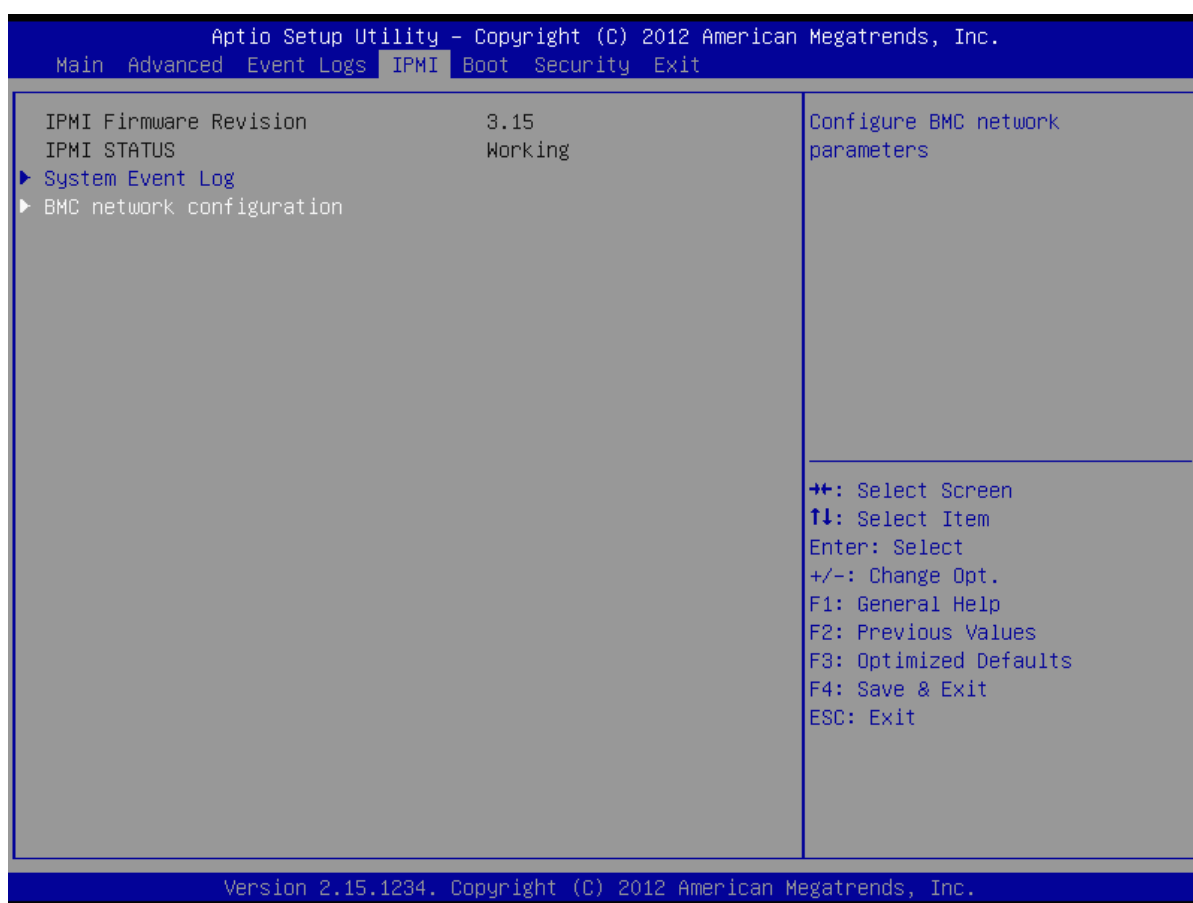 Aptio Setup Utility – Copyright (C) 2012 American Megatrends, Inc.
Main Advanced Event Logs IPMI Boot Security Exit
IPMI Firmware Revision 3.15
IPMI STATUS Working
▶ System Event Log
▶ BMC network configuration
Configure BMC network
parameters
→←: Select Screen
↑↓: Select Item
Enter: Select
+/-: Change Opt.
F1: General Help
F2: Previous Values
F3: Optimized Defaults
F4: Save & Exit
ESC: Exit
Version 2.15.1234. Copyright (C) 2012 American Megatrends, Inc.